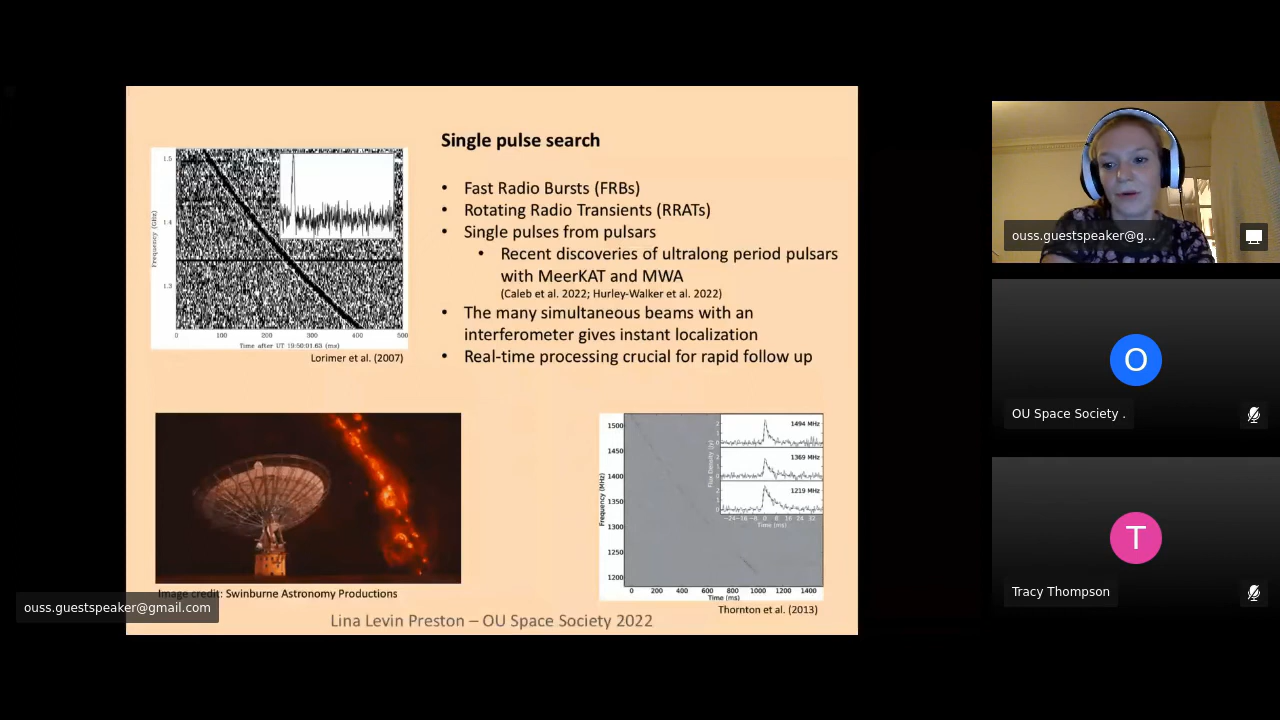 Single pulse search
• Fast Radio Bursts (FRBs)
• Rotating Radio Transients (RRATs)
• Single pulses from pulsars
• Recent discoveries of ultralong period pulsars
with MeerKAT and MWA
(Caleb et al. 2022; Hurley-Walker et al. 2022)
• The many simultaneous beams with an
interferometer gives instant localization
• Real-time processing crucial for rapid follow up
1.5
1.4
1.3
Frequency (GHz)
0 100 200 300 400 500
Time after UT 19:50:01.63 (ms)
Lorimer et al. (2007)
Image credit: Swinburne Astronomy Productions
1500
1450
1400
1350
1300
1250
1200
Frequency (MHz)
0 200 400 600 800 1000 1200 1400
Time (ms)
Flux Density (Jy)
1494 MHz
1369 MHz
1219 MHz
−24 −16 −8 0 8 16 24 32
Time (ms)
Thornton et al. (2013)
Lina Levin Preston – OU Space Society 2022
ouss.guestspeaker@gmail.com
ouss.guestspeaker@g...
O
OU Space Society .
T
Tracy Thompson